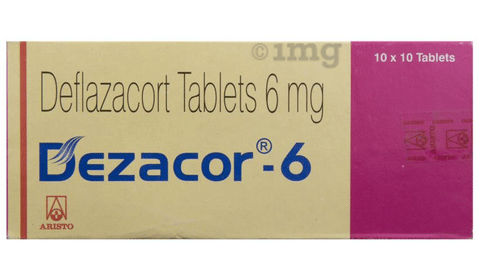 ©1mg
10 x 10 Tablets
Deflazacort Tablets 6 mg
Dezacor®-6
ARISTO